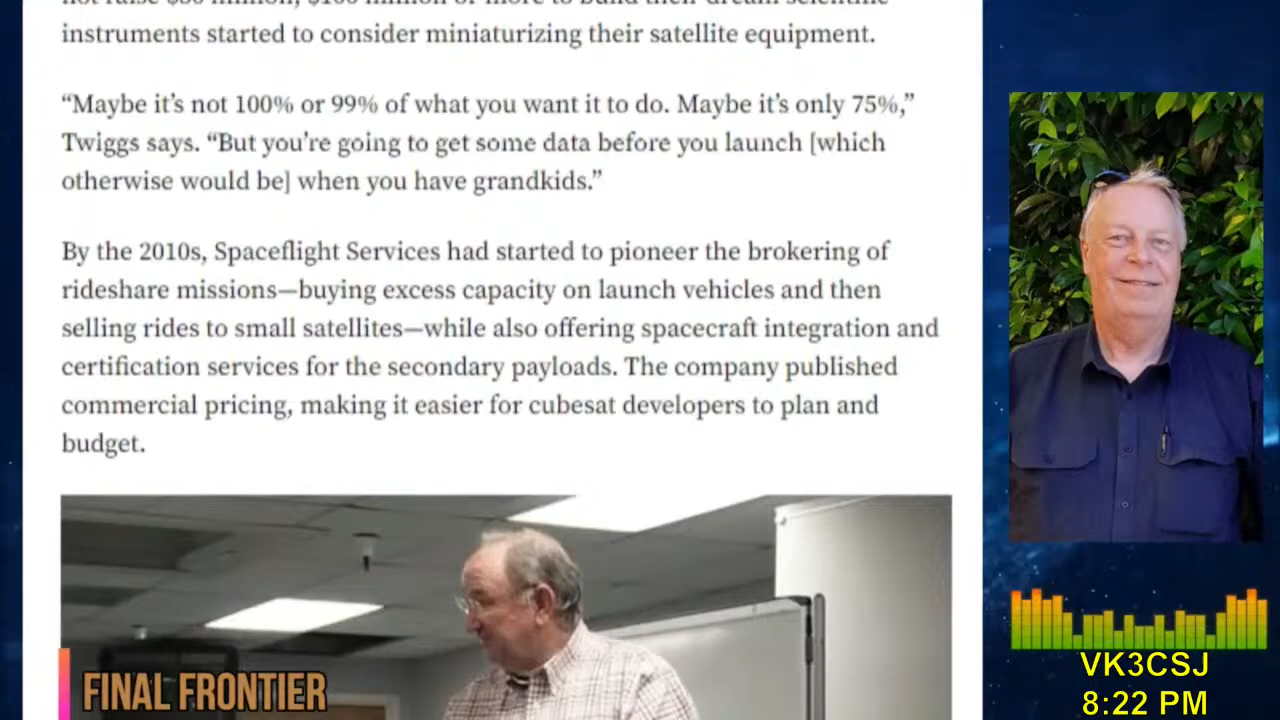 instruments started to consider miniaturizing their satellite equipment.
“Maybe it’s not 100% or 99% of what you want it to do. Maybe it’s only 75%,”
Twiggs says. “But you’re going to get some data before you launch [which
otherwise would be] when you have grandkids.”
By the 2010s, Spaceflight Services had started to pioneer the brokering of
rideshare missions—buying excess capacity on launch vehicles and then
selling rides to small satellites—while also offering spacecraft integration and
certification services for the secondary payloads. The company published
commercial pricing, making it easier for cubesat developers to plan and
budget.
FINAL FRONTIER
VK3CSJ
8:22 PM